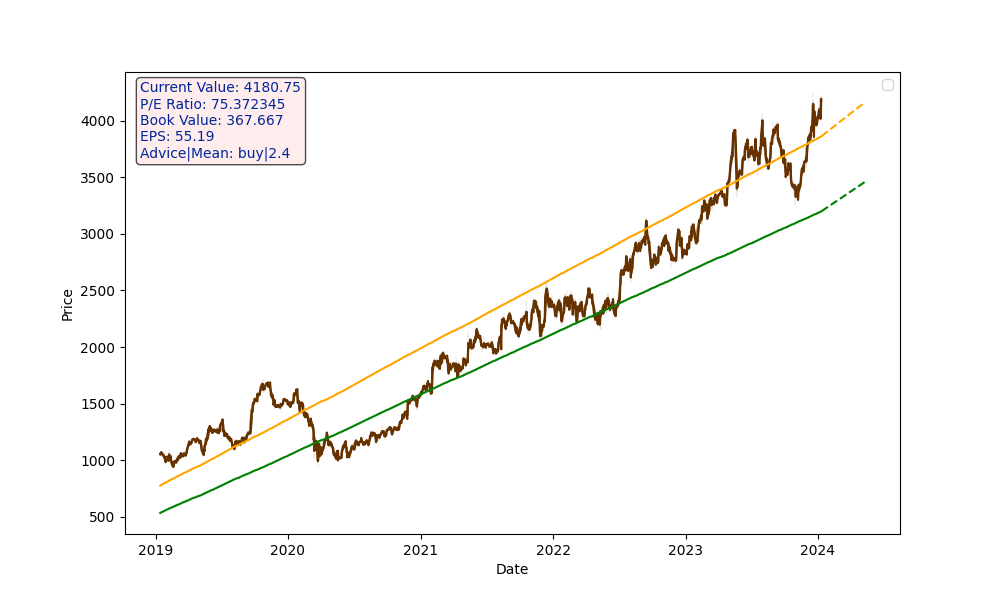 Current Value: 4180.75
P/E Ratio: 75.372345
Book Value: 367.667
EPS: 55.19
Advice|Mean: buy|2.4
Price
4000
3500
3000
2500
2000
1500
1000
500
2019 2020 2021 2022 2023 2024
Date